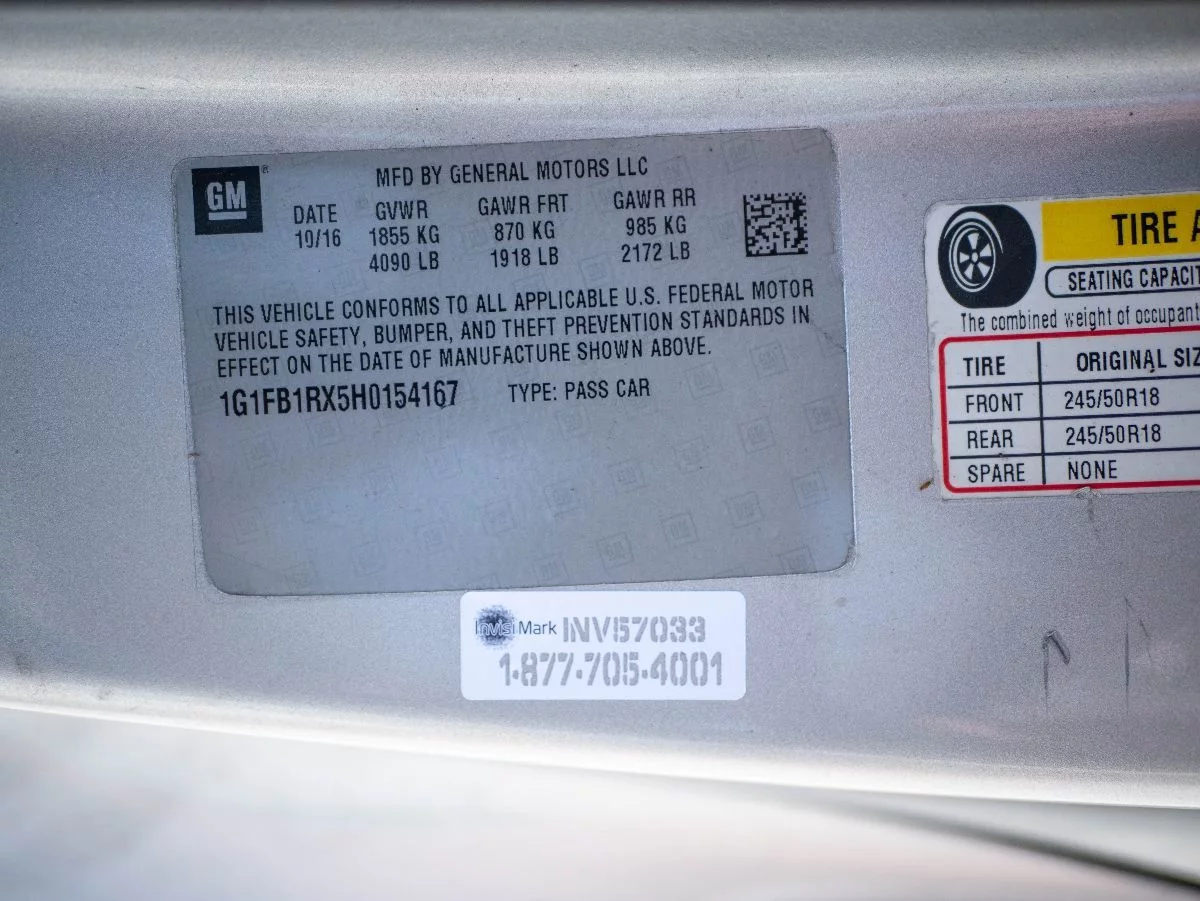 GM
MFD BY GENERAL MOTORS LLC
DATE GVWR GAWR FRT GAWR RR
10/16 1855 KG 870 KG 985 KG
4090 LB 1918 LB 2172 LB
THIS VEHICLE CONFORMS TO ALL APPLICABLE U.S. FEDERAL MOTOR
VEHICLE SAFETY, BUMPER, AND THEFT PREVENTION STANDARDS IN
EFFECT ON THE DATE OF MANUFACTURE SHOWN ABOVE.
1G1FB1RX5H0154167 TYPE: PASS CAR
InvisiMark INV57033
1-877-705-4001
TIRE A
SEATING CAPACIT
The combined weight of occupant
TIRE ORIGINAL SIZ
FRONT 245/50R18
REAR 245/50R18
SPARE NONE